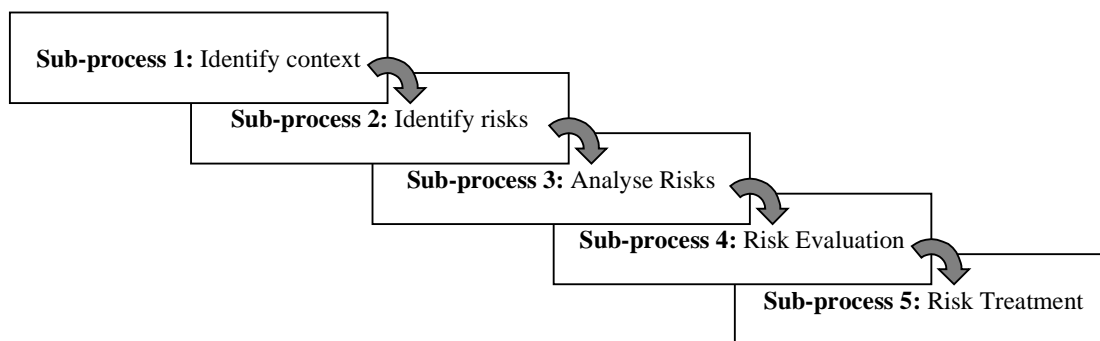 Sub-process 1: Identify context
Sub-process 2: Identify risks
Sub-process 3: Analyse Risks
Sub-process 4: Risk Evaluation
Sub-process 5: Risk Treatment